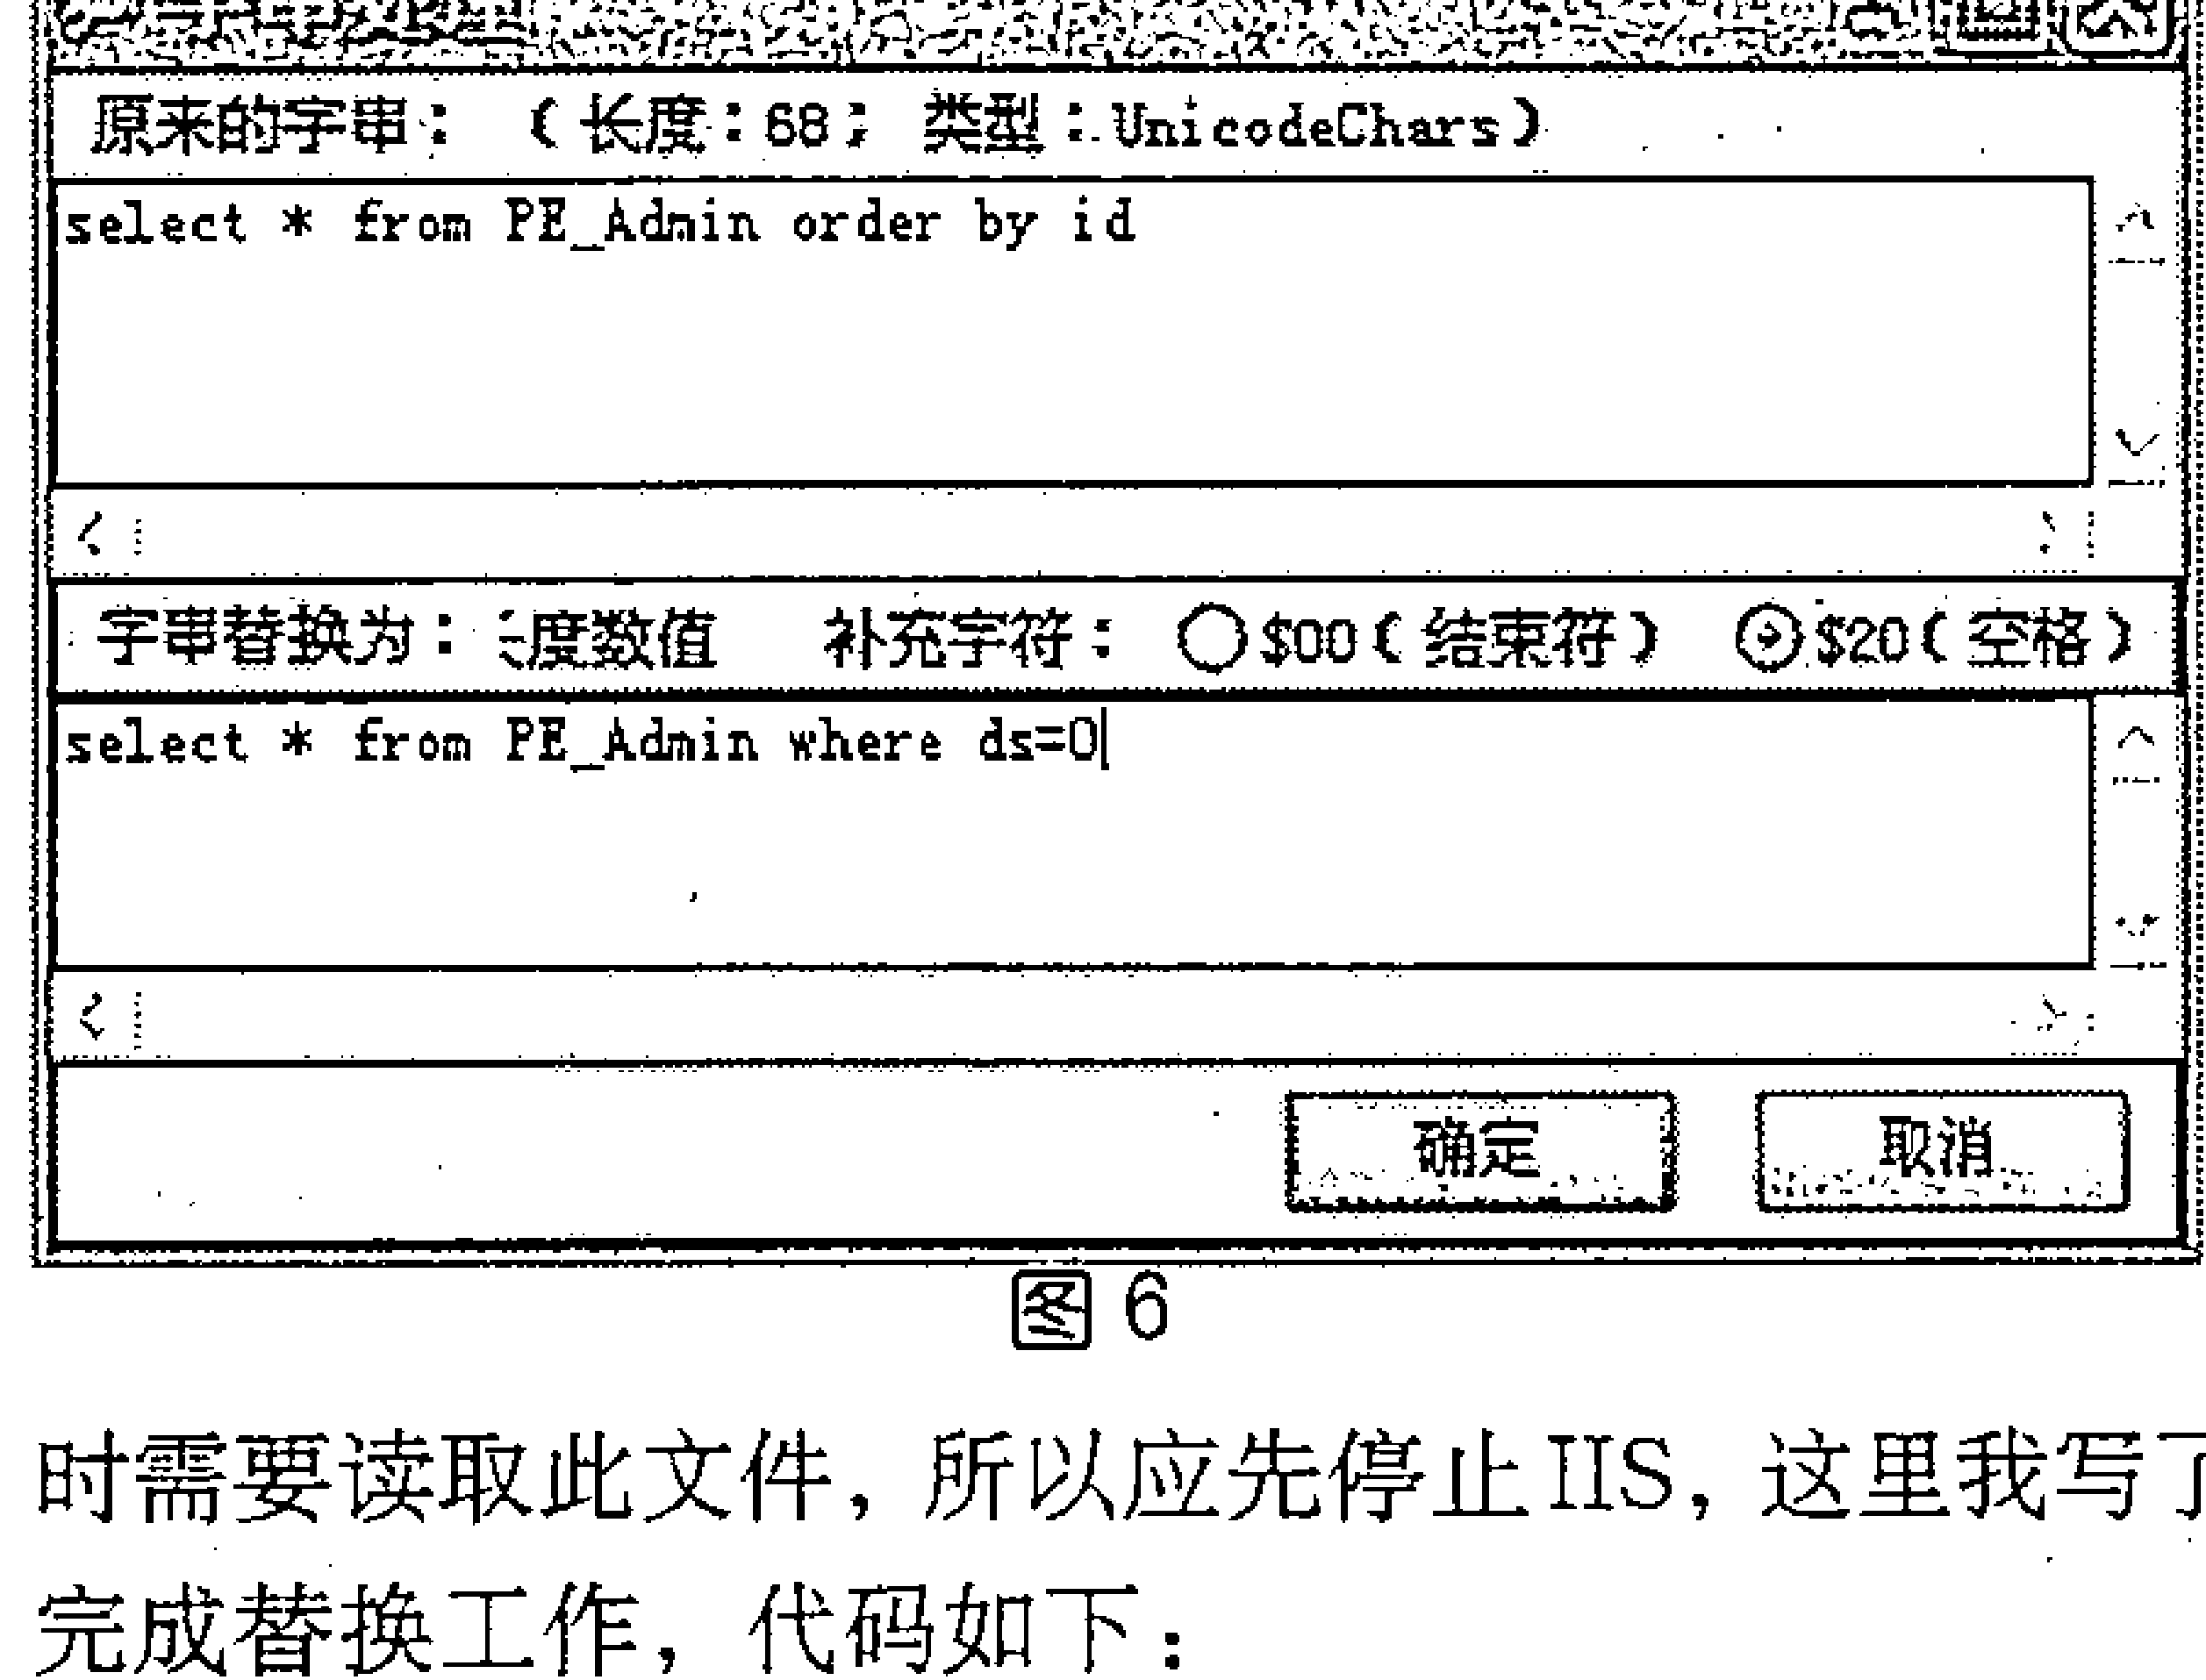 原来的字串： （长度：68； 类型：UnicodeChars）
select * from PE_Admin order by id
字串替换为： 度数值 补充字符： $00（结束符） $20（空格）
select * from PE_Admin where ds=0
确定 取消
图 6
时需要读取此文件，所以应先停止IIS，这里我写了
完成替换工作，代码如下：